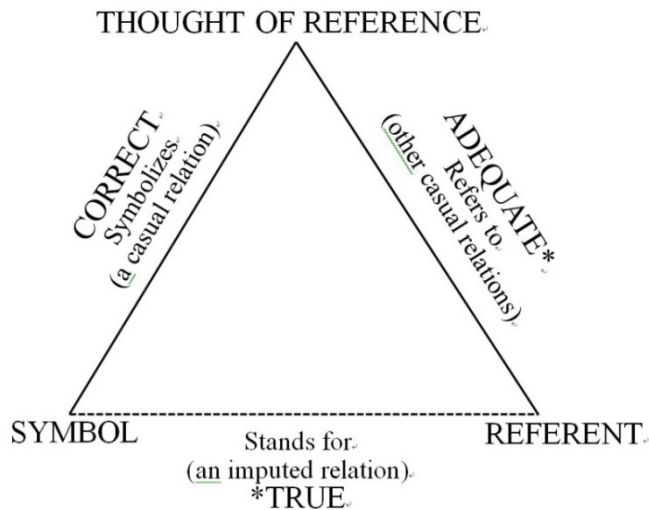 THOUGHT OF REFERENCE
CORRECT
Symbolizes
(a casual relation)
ADEQUATE*
Refers to
(other casual relations)
SYMBOL
REFERENT
Stands for
(an imputed relation)
*TRUE